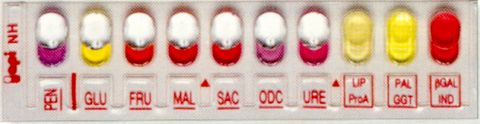 api NH
PEN
GLU
FRU
MAL
SAC
ODC
URE
LIP
ProA
PAL
GGT
βGAL
IND